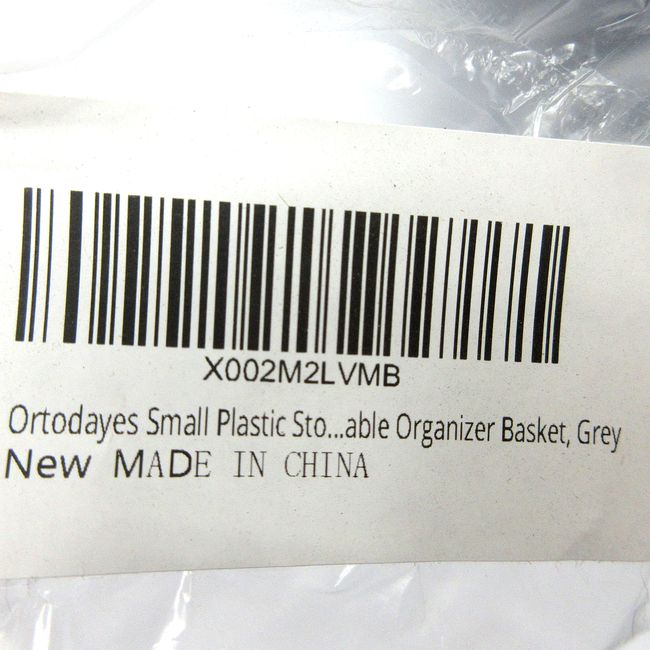 X002M2LVMB
Ortodayes Small Plastic Sto...able Organizer Basket, Grey
New MADE IN CHINA